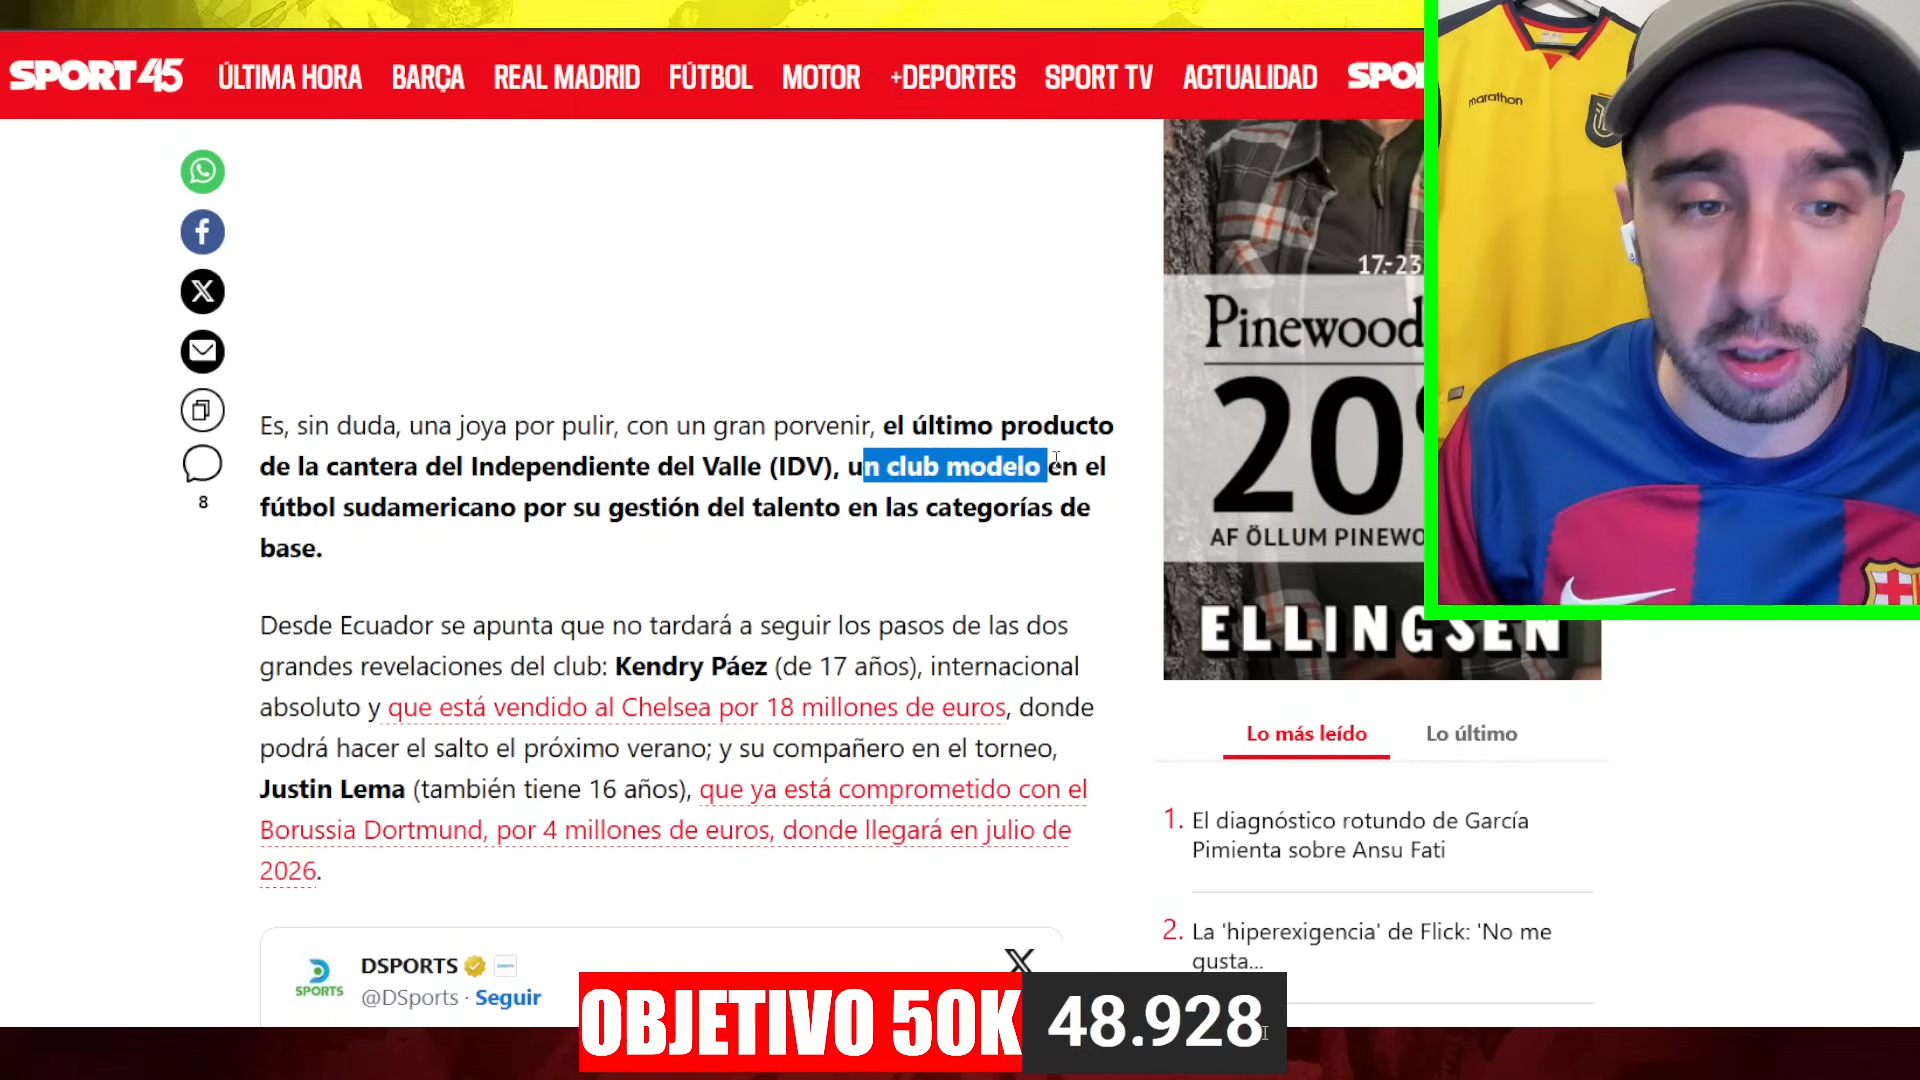 SPORT 45 ÚLTIMA HORA BARÇA REAL MADRID FÚTBOL MOTOR +DEPORTES SPORT TV ACTUALIDAD
marathon
17-23
Pinewood
20
AF ÖLLUM PINEWO
ELLINGSEN
8
Es, sin duda, una joya por pulir, con un gran porvenir, el último producto
de la cantera del Independiente del Valle (IDV), un club modelo en el
fútbol sudamericano por su gestión del talento en las categorías de
base.
Desde Ecuador se apunta que no tardará a seguir los pasos de las dos
grandes revelaciones del club: Kendry Páez (de 17 años), internacional
absoluto y que está vendido al Chelsea por 18 millones de euros, donde
podrá hacer el salto el próximo verano; y su compañero en el torneo,
Justin Lema (también tiene 16 años), que ya está comprometido con el
Borussia Dortmund, por 4 millones de euros, donde llegará en julio de
2026.
DSPORTS
@DSports · Seguir
SPORTS
Lo más leído Lo último
1. El diagnóstico rotundo de García
Pimienta sobre Ansu Fati
2. La 'hiperexigencia' de Flick: 'No me
gusta...
OBJETIVO 50K 48.928